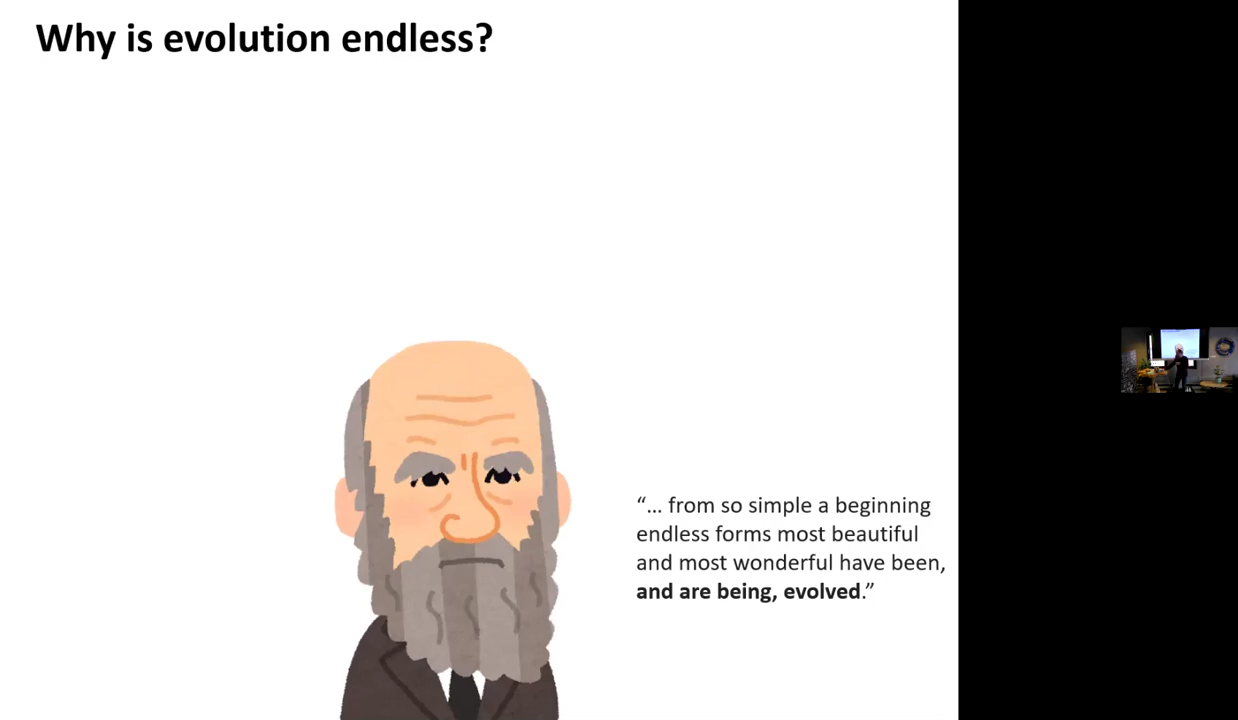 Why is evolution endless?
“... from so simple a beginning
endless forms most beautiful
and most wonderful have been,
and are being, evolved.”